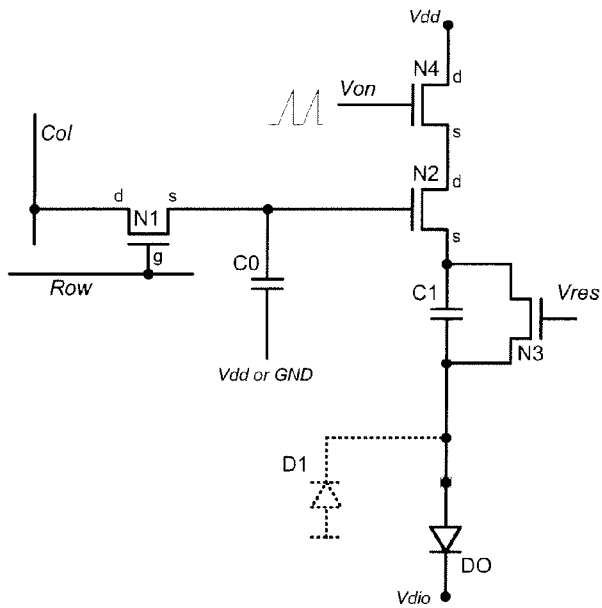 Vdd
N4
d
Von
s
Col
N2
d
d
s
N1
s
g
C0
Row
C1
Vres
N3
Vdd or GND
D1
DO
Vdio